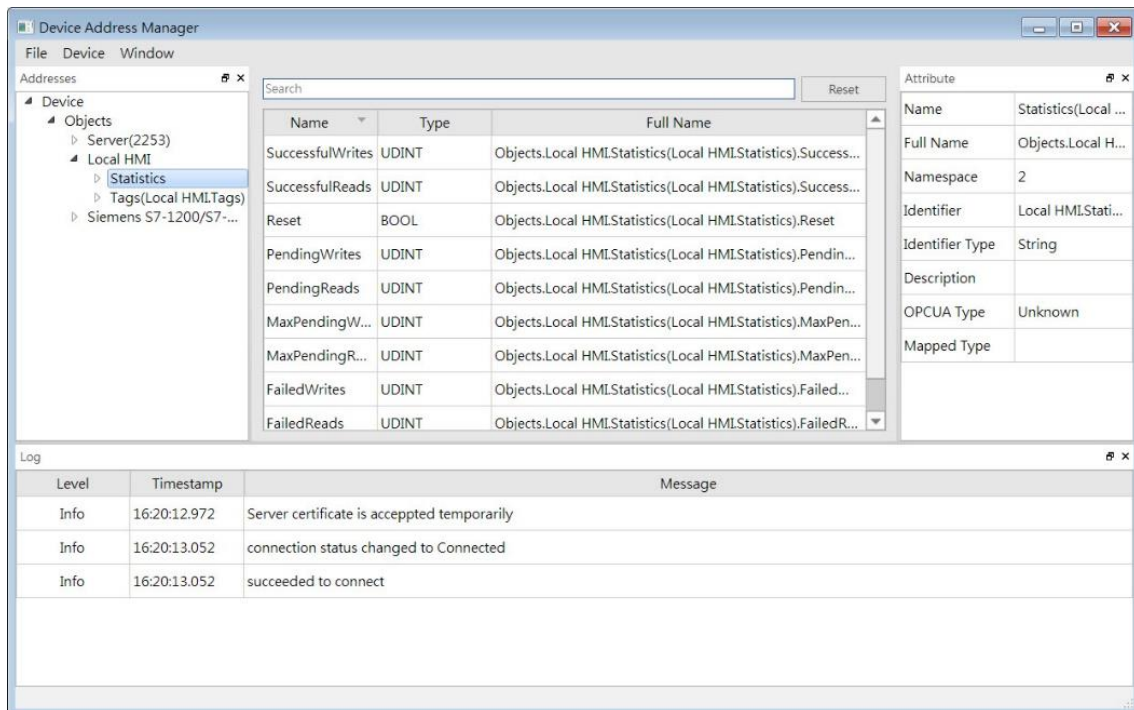 Device Address Manager
File Device Window
Addresses
Device
Objects
Server(2253)
Local HMI
Statistics
Tags(Local HMI.Tags)
Siemens S7-1200/S7-...
Search Reset
Name Type Full Name
SuccessfulWrites UDINT Objects.Local HMI.Statistics(Local HMI.Statistics).Success...
SuccessfulReads UDINT Objects.Local HMI.Statistics(Local HMI.Statistics).Success...
Reset BOOL Objects.Local HMI.Statistics(Local HMI.Statistics).Reset
PendingWrites UDINT Objects.Local HMI.Statistics(Local HMI.Statistics).Pendin...
PendingReads UDINT Objects.Local HMI.Statistics(Local HMI.Statistics).Pendin...
MaxPendingW... UDINT Objects.Local HMI.Statistics(Local HMI.Statistics).MaxPen...
MaxPendingR... UDINT Objects.Local HMI.Statistics(Local HMI.Statistics).MaxPen...
FailedWrites UDINT Objects.Local HMI.Statistics(Local HMI.Statistics).Failed...
FailedReads UDINT Objects.Local HMI.Statistics(Local HMI.Statistics).FailedR...
Attribute
Name Statistics(Local ...
Full Name Objects.Local H...
Namespace 2
Identifier Local HMI.Stati...
Identifier Type String
Description
OPCUA Type Unknown
Mapped Type
Log
Level Timestamp Message
Info 16:20:12.972 Server certificate is acceppted temporarily
Info 16:20:13.052 connection status changed to Connected
Info 16:20:13.052 succeeded to connect